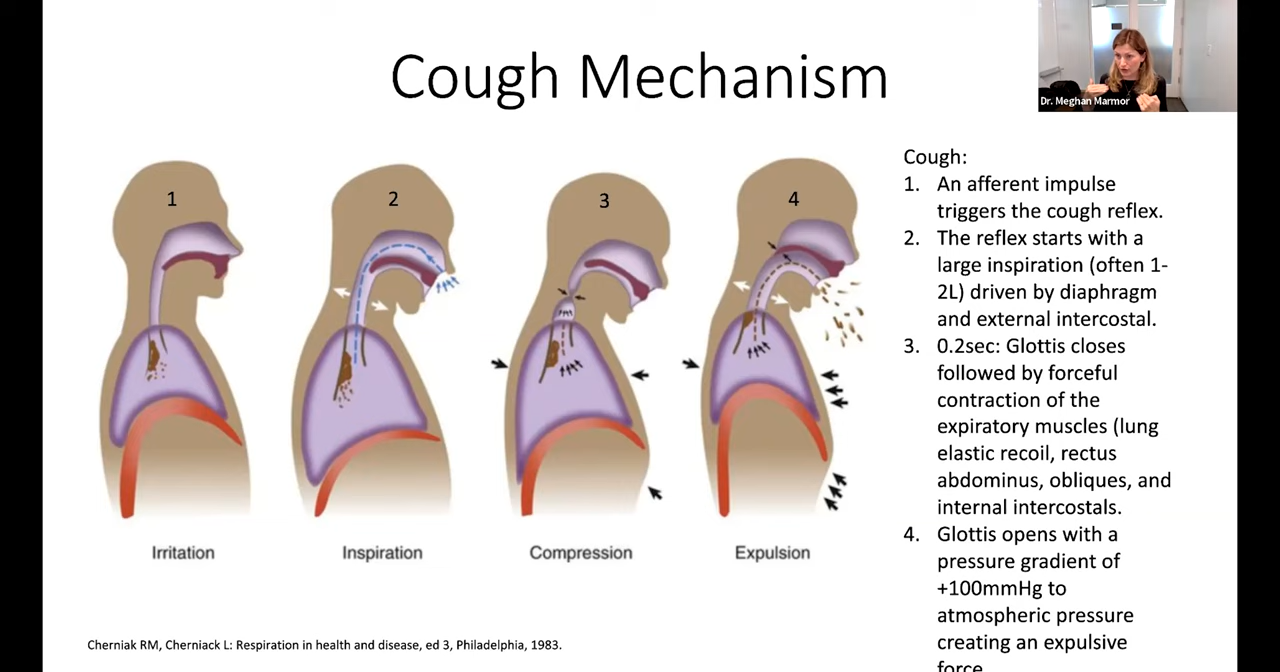 Cough Mechanism
Dr. Meghan Marmor
1
2
3
4
Irritation
Inspiration
Compression
Expulsion
Cough:
1. An afferent impulse
triggers the cough reflex.
2. The reflex starts with a
large inspiration (often 1-
2L) driven by diaphragm
and external intercostal.
3. 0.2sec: Glottis closes
followed by forceful
contraction of the
expiratory muscles (lung
elastic recoil, rectus
abdominus, obliques, and
internal intercostals.
4. Glottis opens with a
pressure gradient of
+100mmHg to
atmospheric pressure
creating an expulsive
force
Cherniak RM, Cherniack L: Respiration in health and disease, ed 3, Philadelphia, 1983.